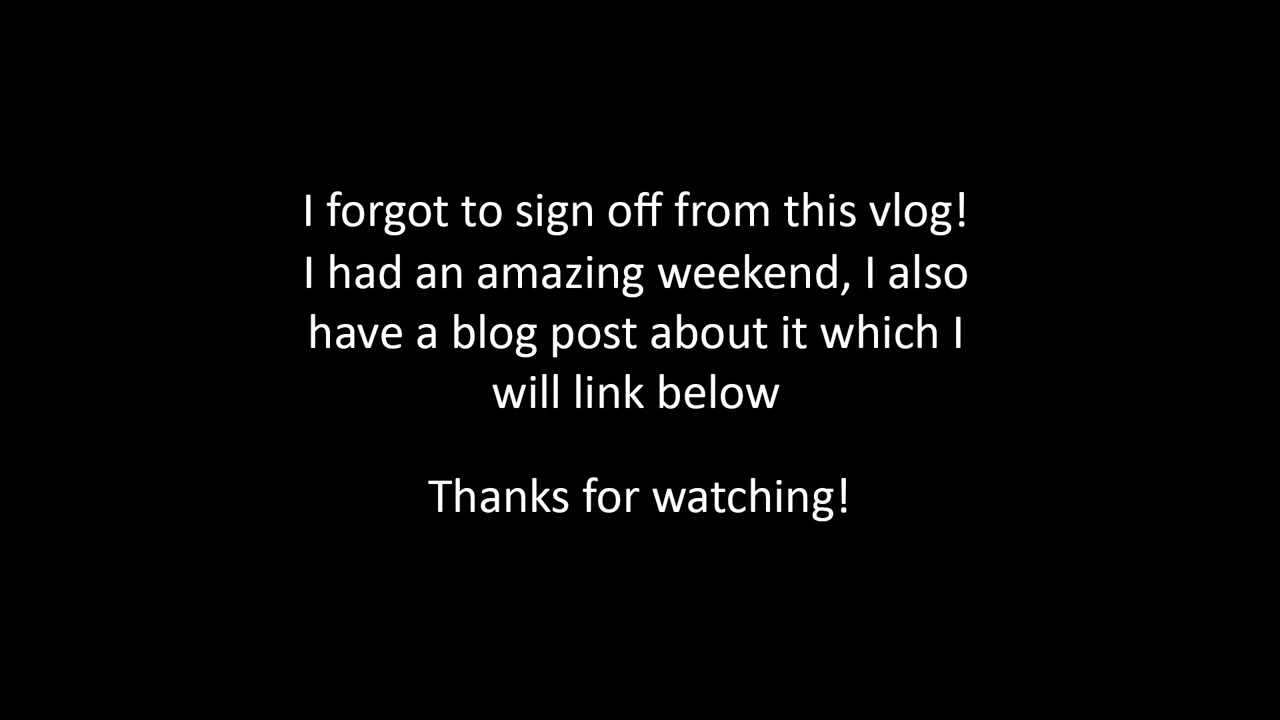 I forgot to sign off from this vlog!
I had an amazing weekend, I also
have a blog post about it which I
will link below
Thanks for watching!